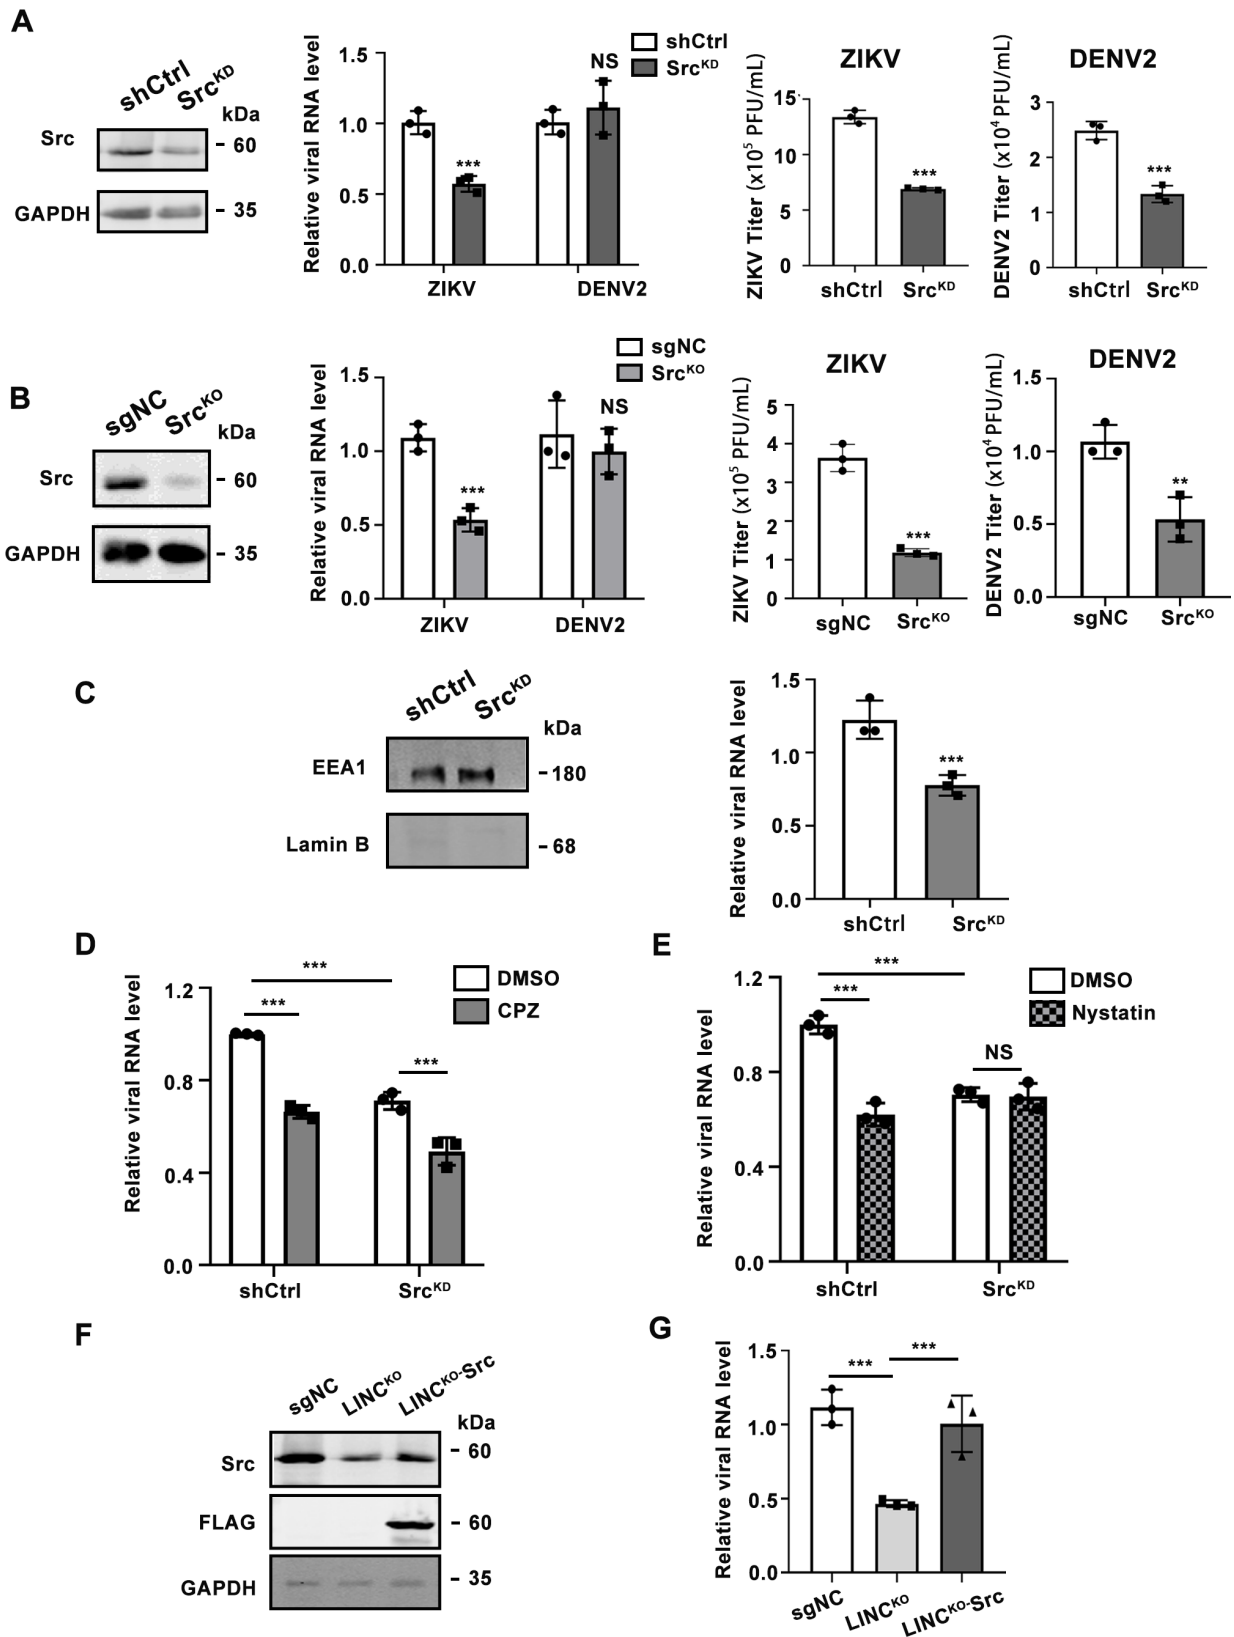 A
shCtrl
Src^KD
kDa
Src
- 60
GAPDH
- 35
Relative viral RNA level
1.5
1.0
0.5
0.0
***
NS
ZIKV
DENV2
shCtrl
Src^KD
ZIKV
ZIKV Titer (x10^5 PFU/mL)
15
10
5
0
***
shCtrl
Src^KD
DENV2
DENV2 Titer (x10^4 PFU/mL)
3
2
1
0
***
shCtrl
Src^KD
B
sgNC
Src^KO
kDa
Src
- 60
GAPDH
- 35
Relative viral RNA level
1.5
1.0
0.5
0.0
***
NS
ZIKV
DENV2
sgNC
Src^KO
ZIKV
ZIKV Titer (x10^5 PFU/mL)
5
4
3
2
1
0
***
sgNC
Src^KO
DENV2
DENV2 Titer (x10^4 PFU/mL)
1.5
1.0
0.5
0.0
**
sgNC
Src^KO
C
shCtrl
Src^KD
kDa
EEA1
- 180
Lamin B
- 68
Relative viral RNA level
1.5
1.0
0.5
0.0
***
shCtrl
Src^KD
D
Relative viral RNA level
1.2
0.8
0.4
0.0
***
***
***
DMSO
CPZ
shCtrl
Src^KD
E
Relative viral RNA level
1.2
0.8
0.4
0.0
***
***
NS
DMSO
Nystatin
shCtrl
Src^KD
F
sgNC
LINC^KO
LINC^KO-Src
kDa
Src
- 60
FLAG
- 60
GAPDH
- 35
G
Relative viral RNA level
1.5
1.0
0.5
0.0
***
***
sgNC
LINC^KO
LINC^KO-Src